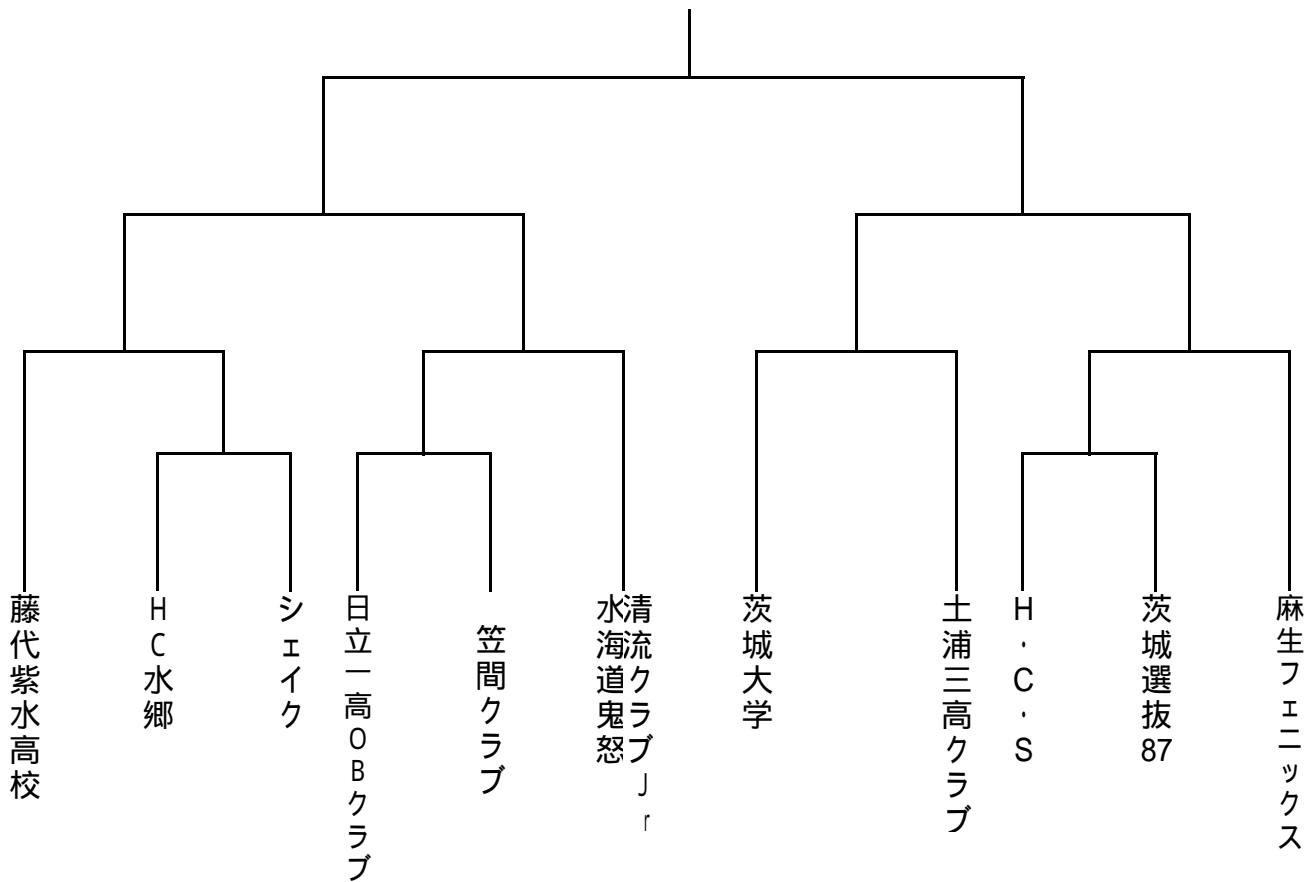 藤代紫水高校
HC水郷
シェイク
日立一高OBクラブ
笠間クラブ
水海道鬼怒
清流クラブJr
茨城大学
土浦三高クラブ
H・C・S
茨城選抜87
麻生フェニックス